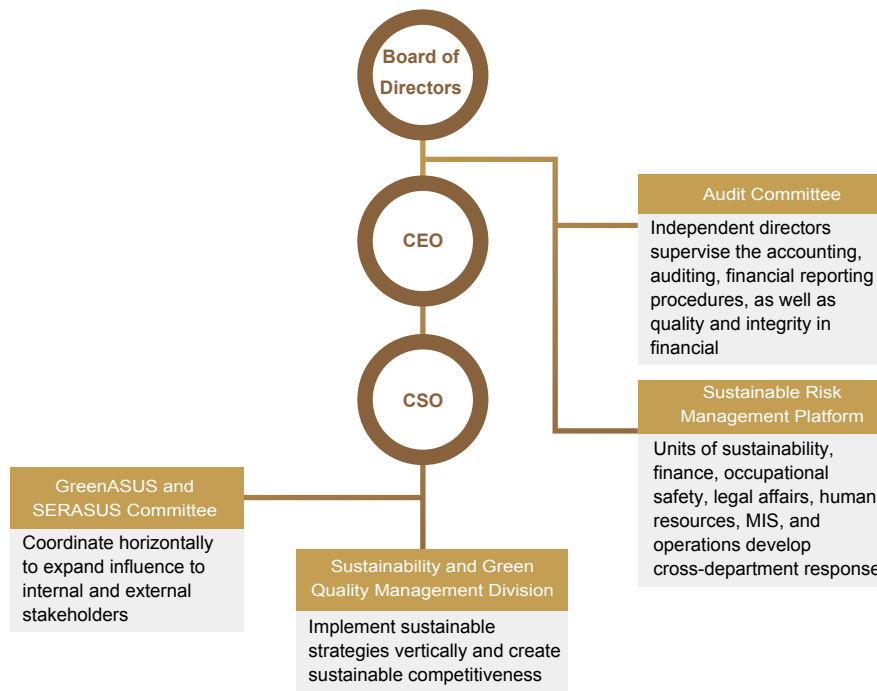 Board of
Directors
CEO
CSO
Audit Committee
Independent directors
supervise the accounting,
auditing, financial reporting
procedures, as well as
quality and integrity in
financial
Sustainable Risk
Management Platform
Units of sustainability,
finance, occupational
safety, legal affairs, human
resources, MIS, and
operations develop
cross-department response
GreenASUS and
SERASUS Committee
Coordinate horizontally
to expand influence to
internal and external
stakeholders
Sustainability and Green
Quality Management Division
Implement sustainable
strategies vertically and create
sustainable competitiveness